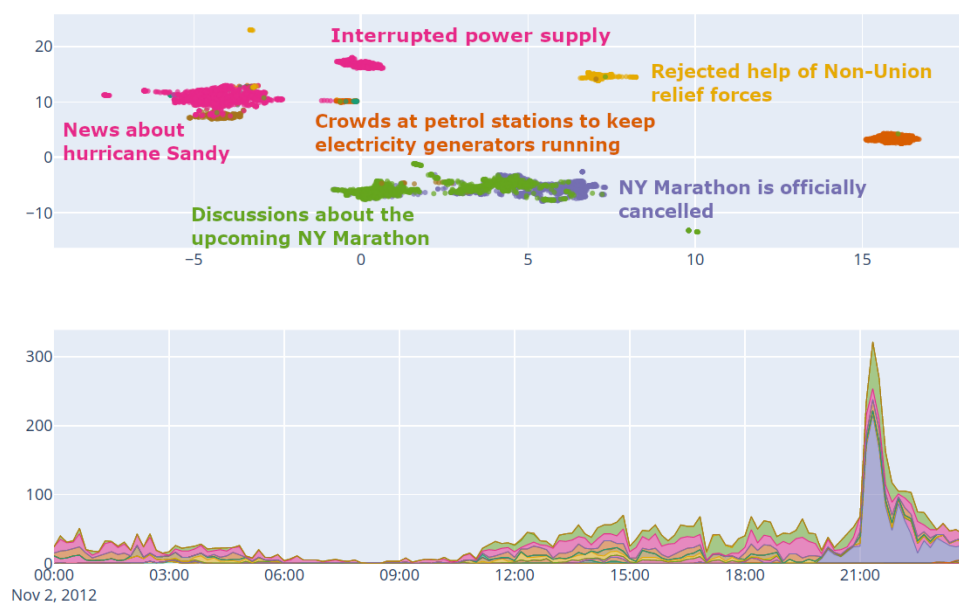 20
Interrupted power supply
Rejected help of Non-Union
relief forces
10
Crowds at petrol stations to keep
electricity generators running
News about
hurricane Sandy
0
NY Marathon is officially
cancelled
Discussions about the
upcoming NY Marathon
−10
−5 0 5 10 15
300
200
100
0
00:00 03:00 06:00 09:00 12:00 15:00 18:00 21:00
Nov 2, 2012